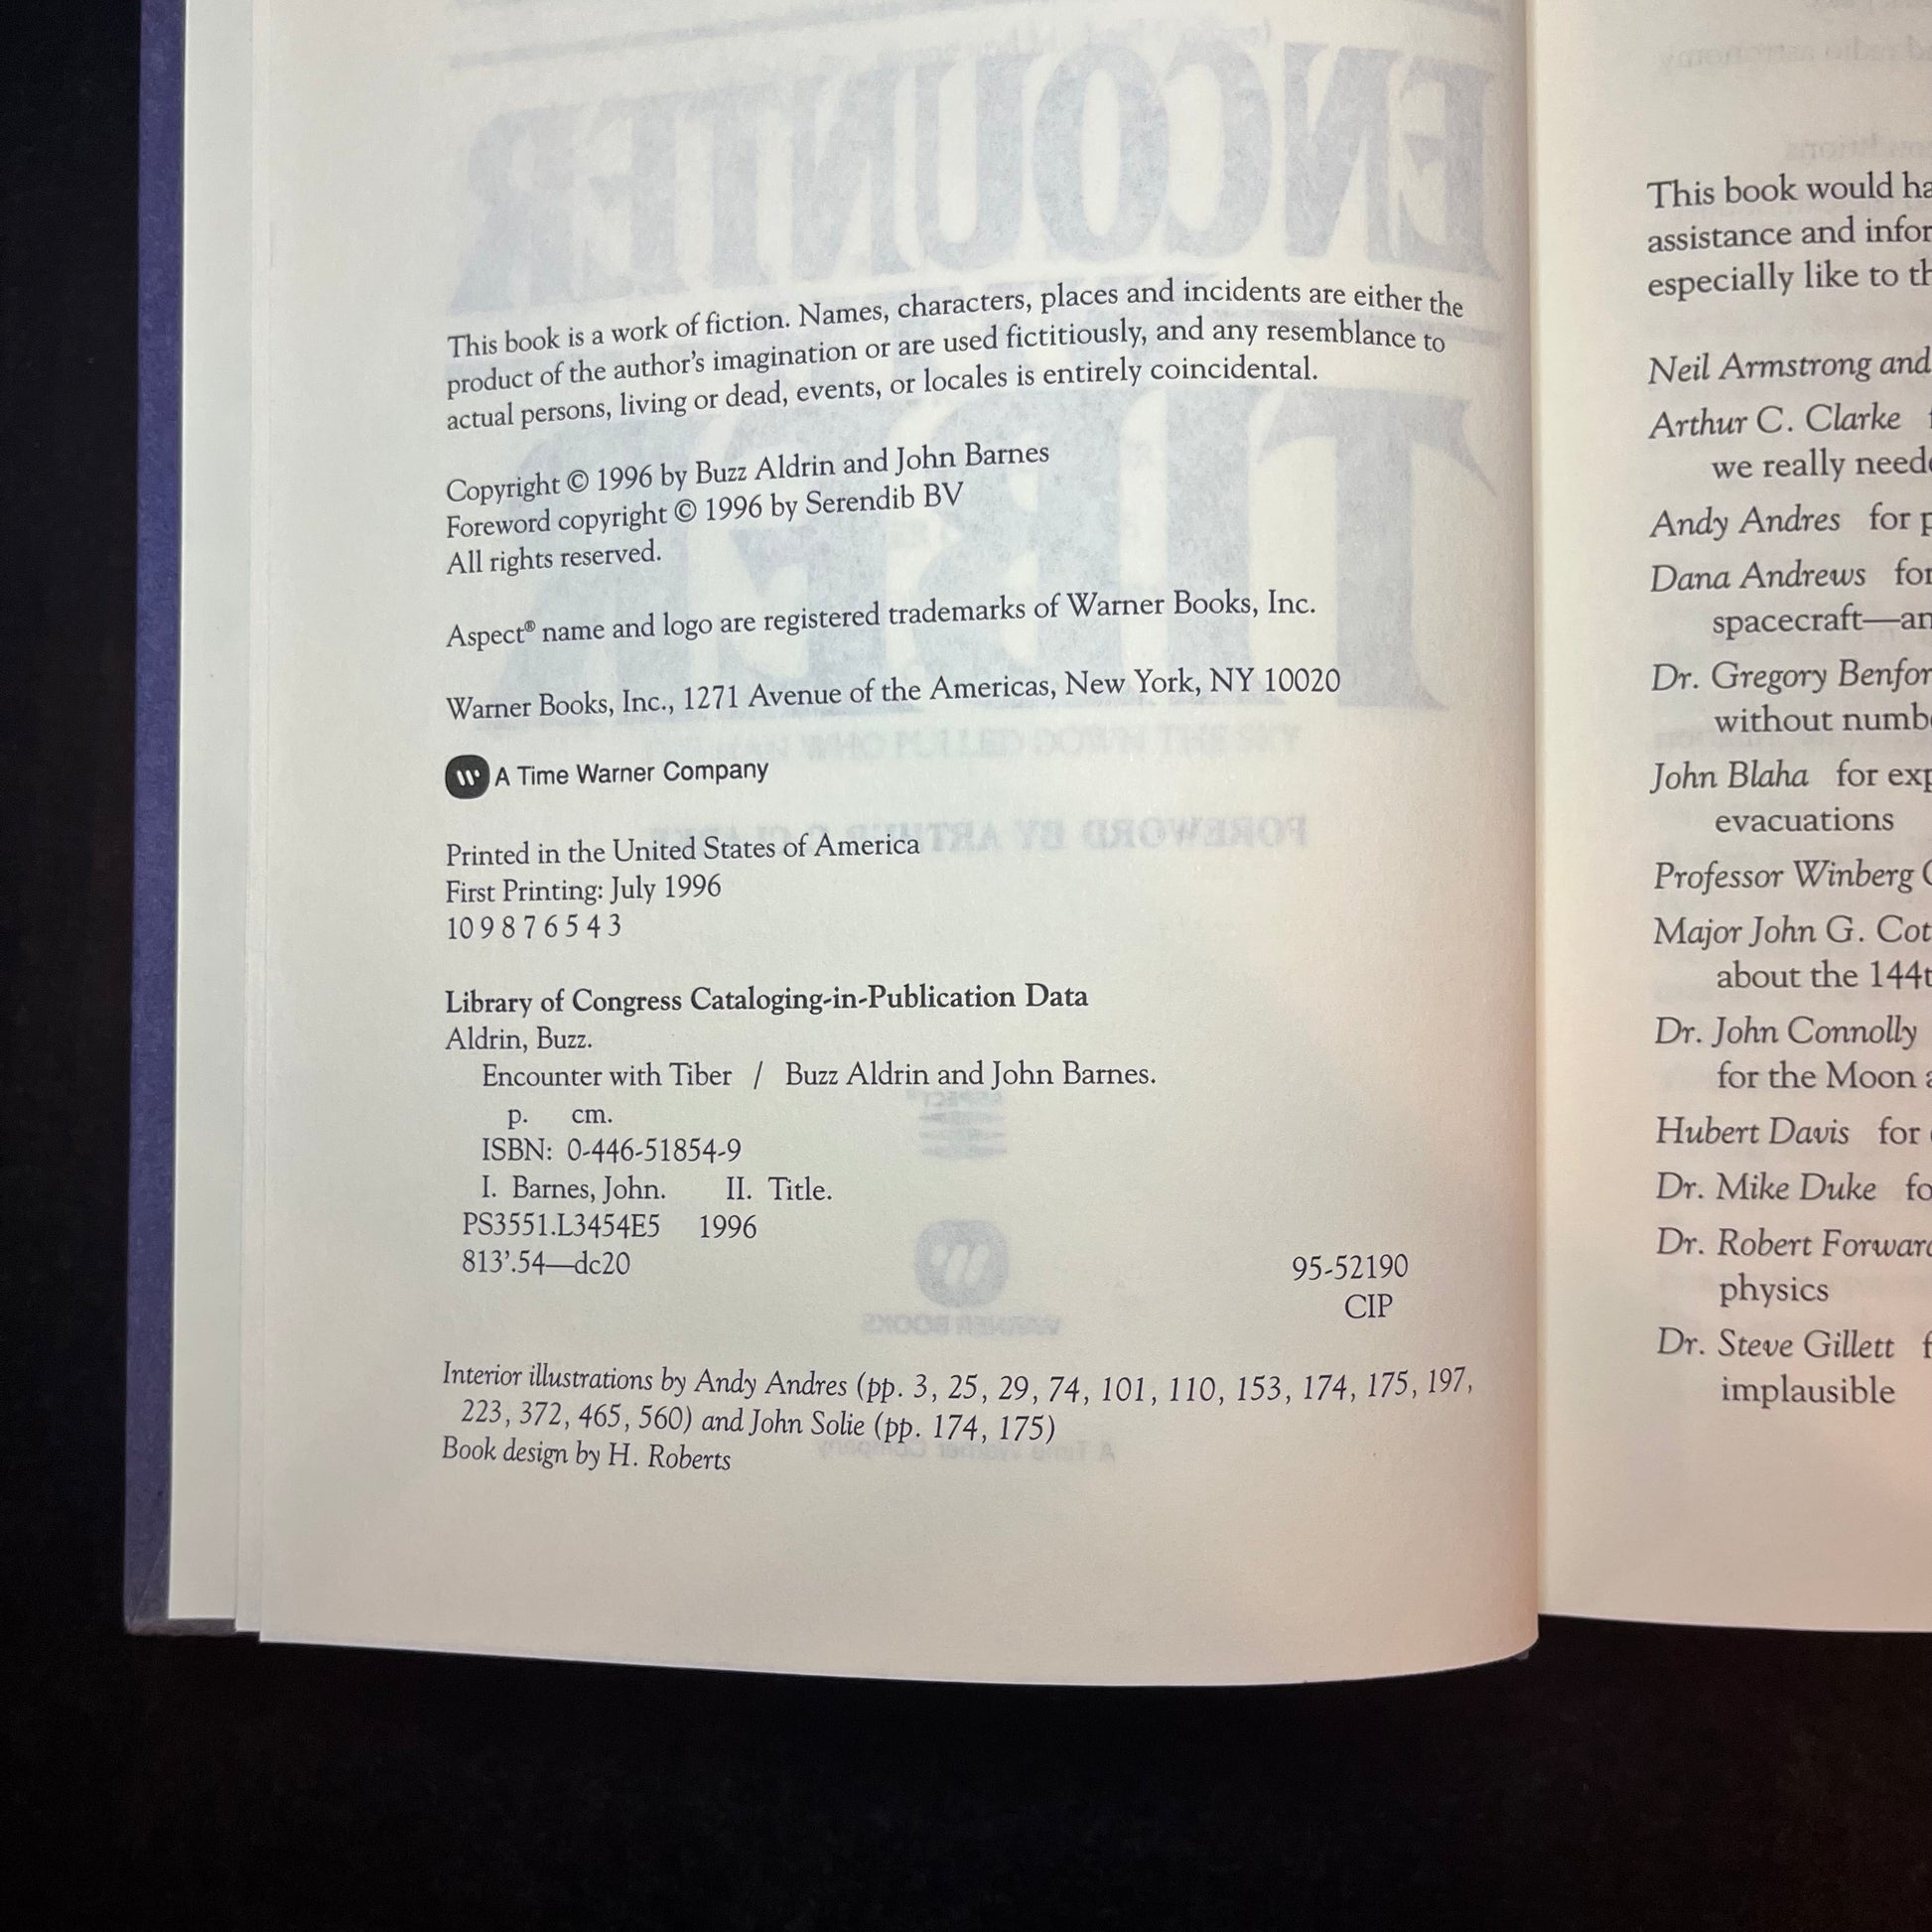 This book is a work of fiction. Names, characters, places and incidents are either the
product of the author's imagination or are used fictitiously, and any resemblance to
actual persons, living or dead, events, or locales is entirely coincidental.
Copyright © 1996 by Buzz Aldrin and John Barnes
Foreword copyright © 1996 by Serendib BV
All rights reserved.
Aspect® name and logo are registered trademarks of Warner Books, Inc.
Warner Books, Inc., 1271 Avenue of the Americas, New York, NY 10020
A Time Warner Company
Printed in the United States of America
First Printing: July 1996
10 9 8 7 6 5 4 3
Library of Congress Cataloging-in-Publication Data
Aldrin, Buzz.
Encounter with Tiber / Buzz Aldrin and John Barnes.
p. cm.
ISBN: 0-446-51854-9
I. Barnes, John. II. Title.
PS3551.L3454E5 1996
813'.54—dc20
95-52190
CIP
Interior illustrations by Andy Andres (pp. 3, 25, 29, 74, 101, 110, 153, 174, 175, 197,
223, 372, 465, 560) and John Solie (pp. 174, 175)
Book design by H. Roberts
This book would
assistance and
especially like to
Neil Armstrong and
Arthur C. Clarke
we really
Andy Andres for
Dana Andrews for
spacecraft—
Dr. Gregory
without
John Blaha for
evacuations
Professor Winberg
Major John G.
about the
Dr. John Connolly
for the Moon
Hubert Davis for
Dr. Mike Duke
Dr. Robert
physics
Dr. Steve Gillett
implausible